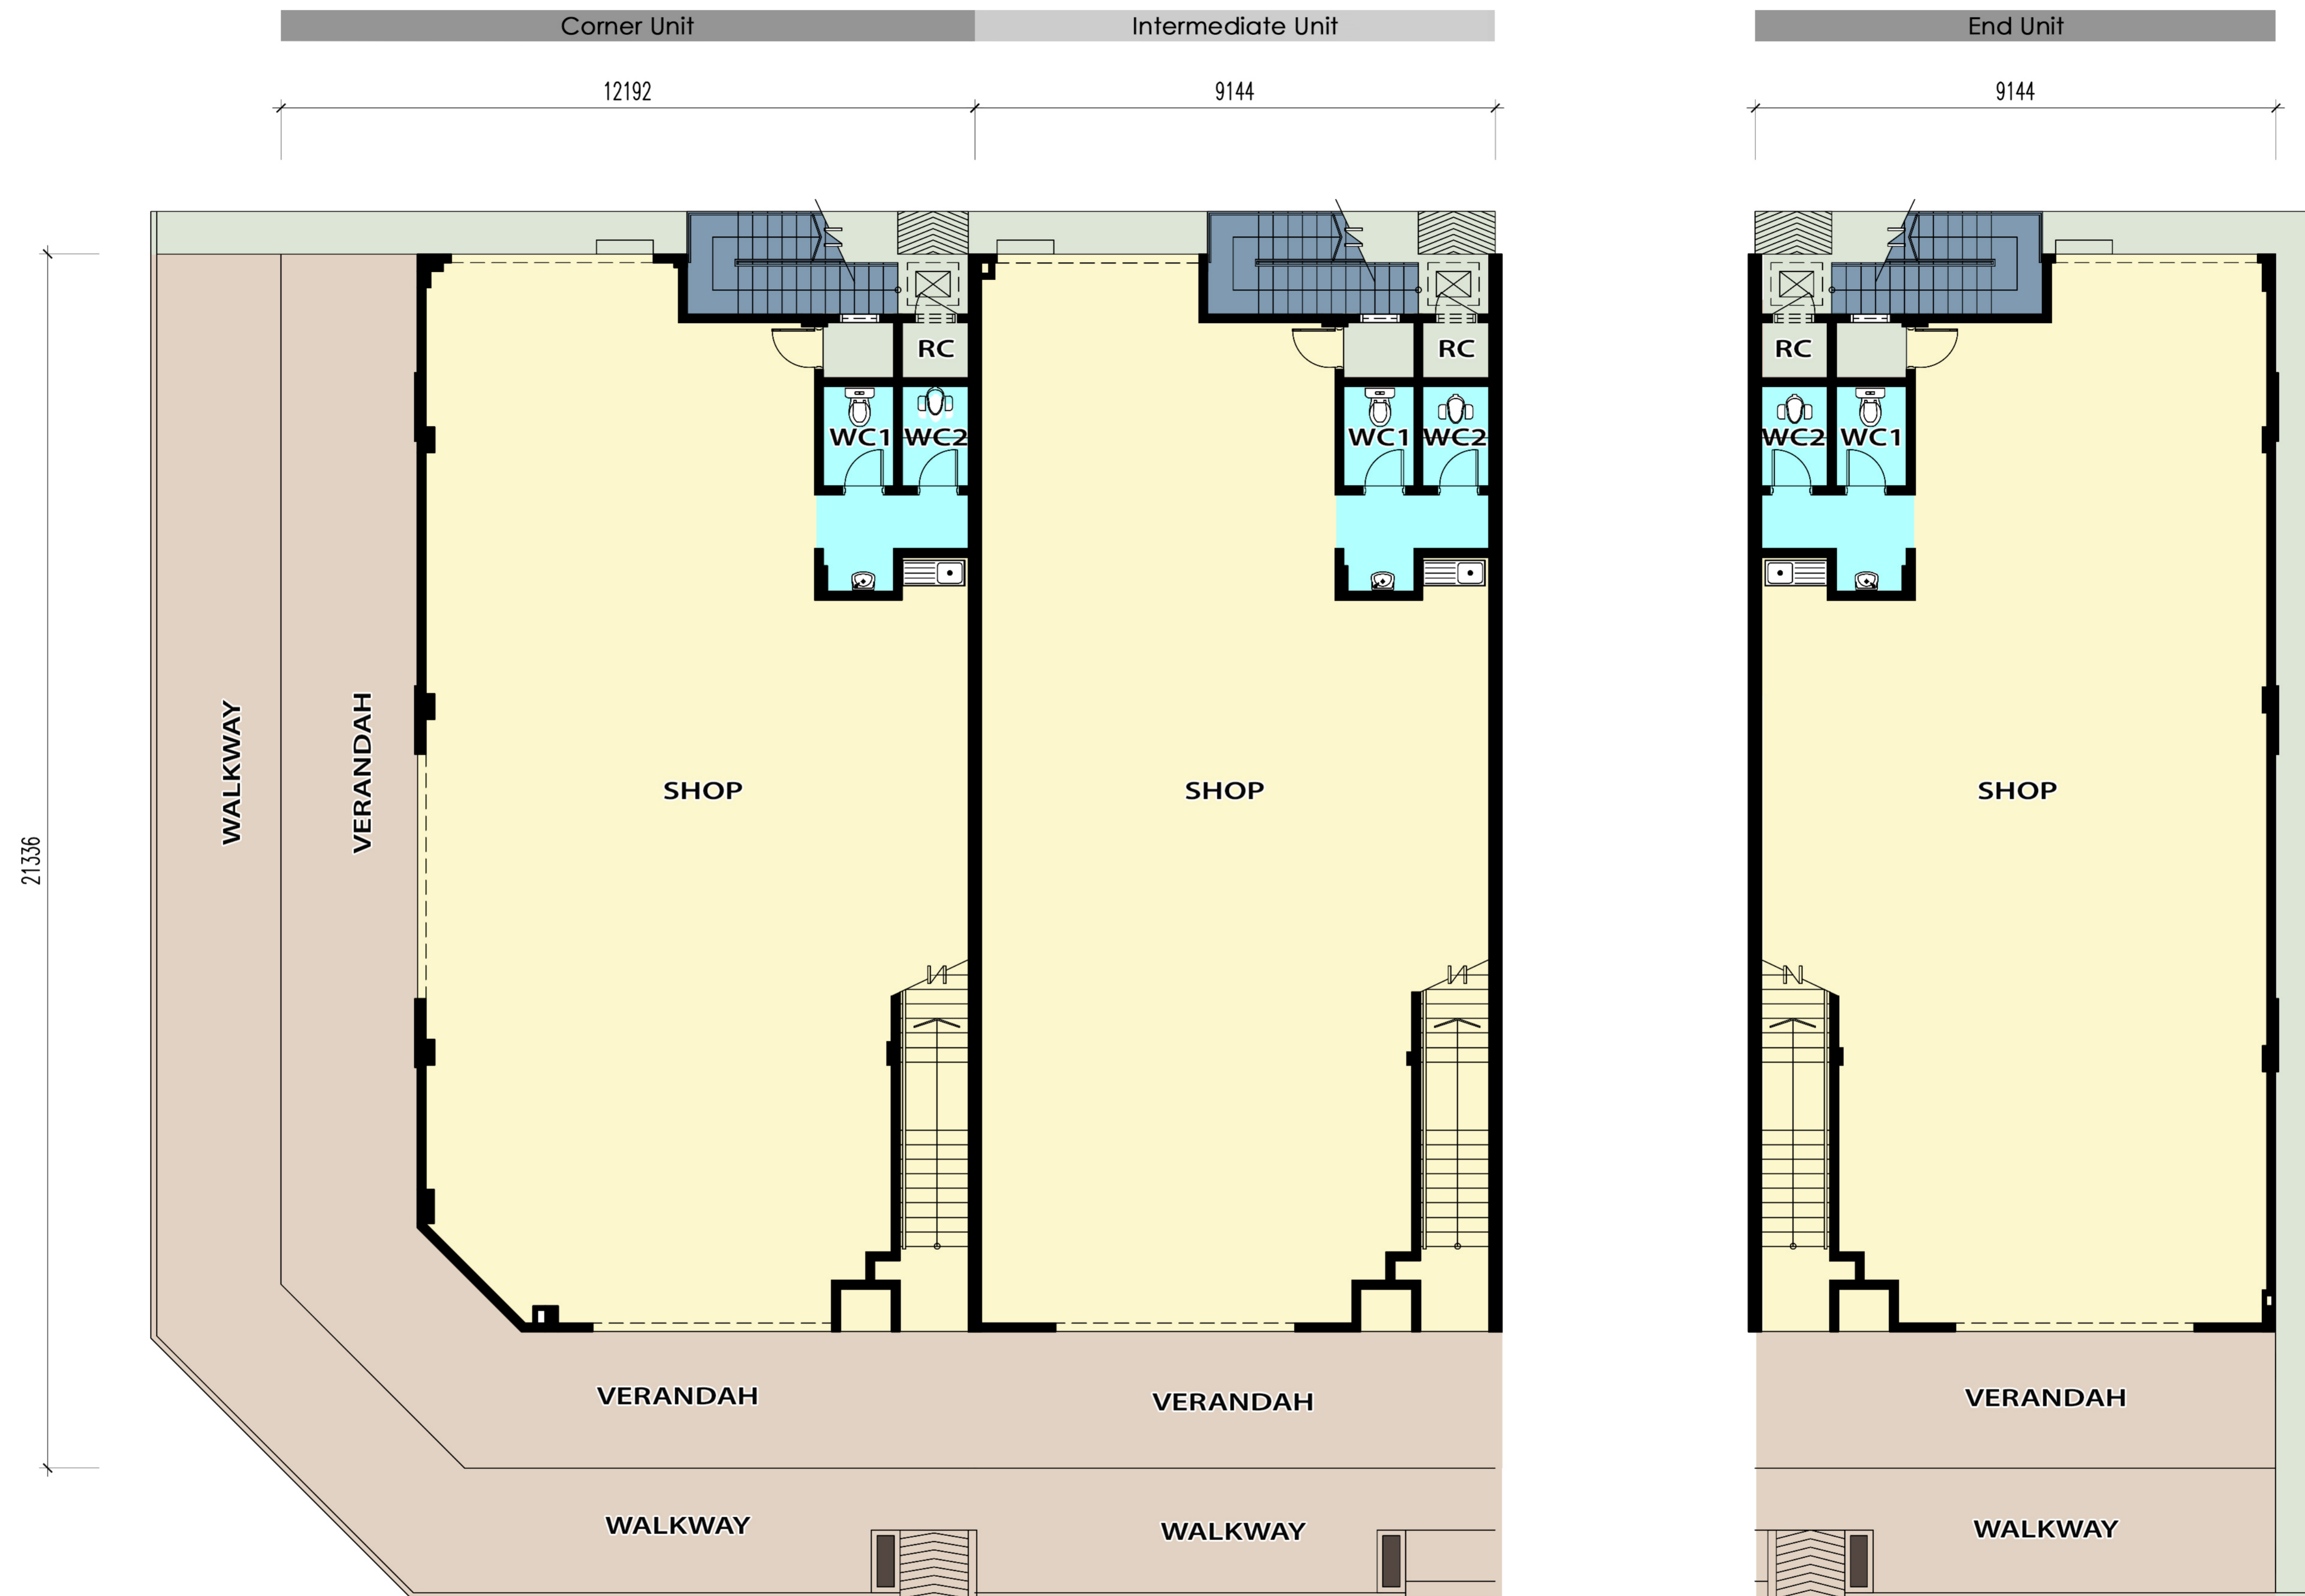 Corner Unit
Intermediate Unit
End Unit
12192
9144
9144
RC
RC
RC
WC1
WC2
WC1
WC2
WC2
WC1
21336
WALKWAY
VERANDAH
SHOP
SHOP
SHOP
VERANDAH
VERANDAH
VERANDAH
WALKWAY
WALKWAY
WALKWAY